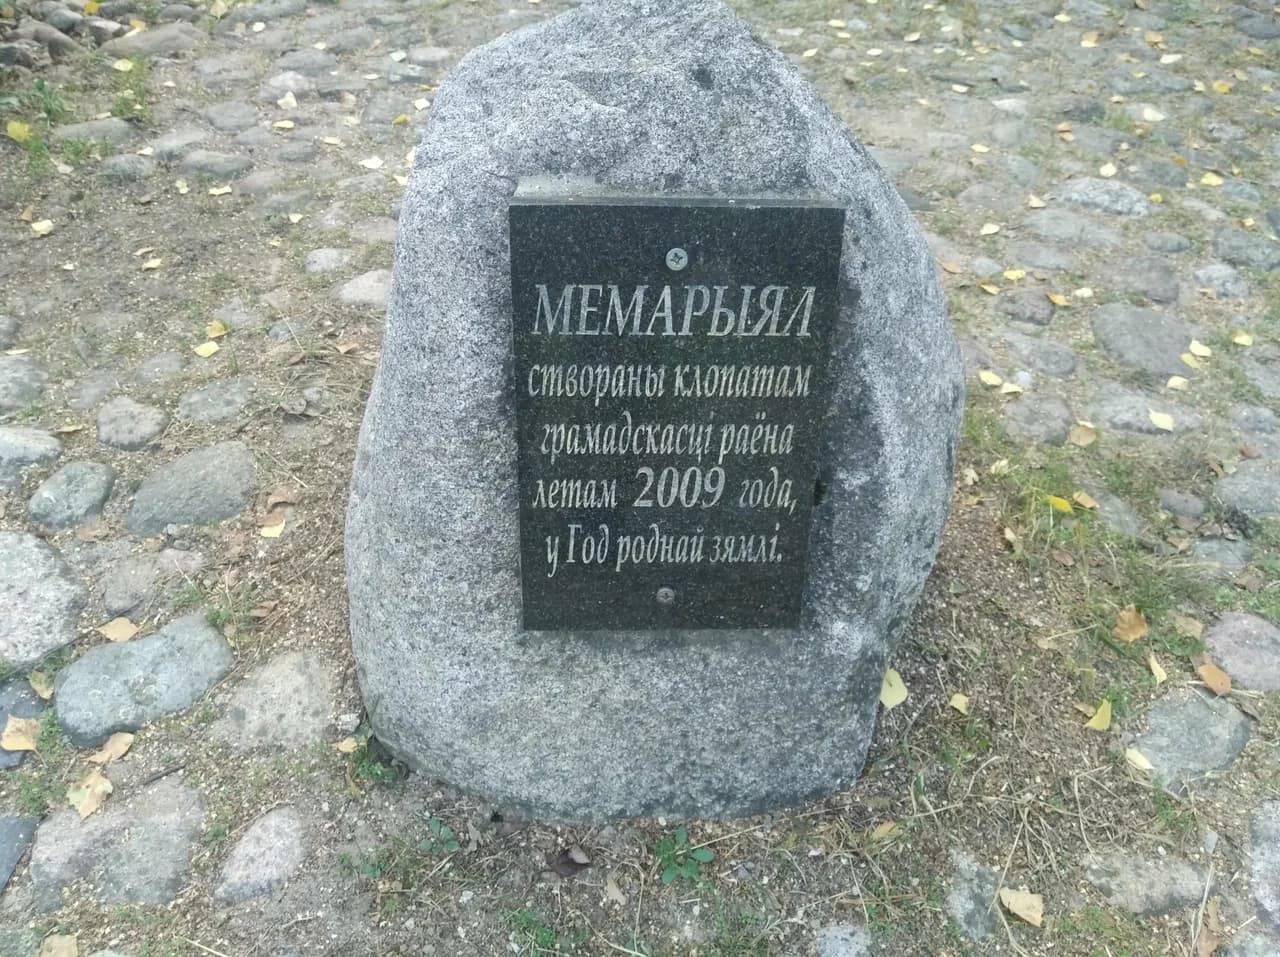 МЕМАРЫЯЛ
створаны клопатам
грамадскасці раёна
летам 2009 года,
у Год роднай зямлі.